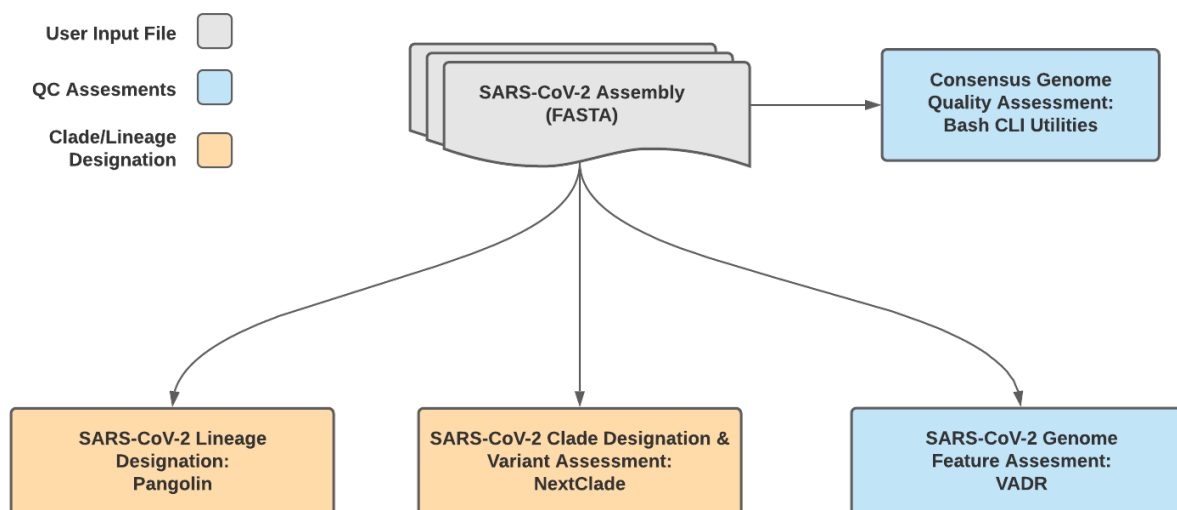 User Input File
QC Assesments
Clade/Lineage
Designation
SARS-CoV-2 Assembly
(FASTA)
Consensus Genome
Quality Assessment:
Bash CLI Utilities
SARS-CoV-2 Lineage
Designation:
Pangolin
SARS-CoV-2 Clade Designation &
Variant Assessment:
NextClade
SARS-CoV-2 Genome
Feature Assesment:
VADR